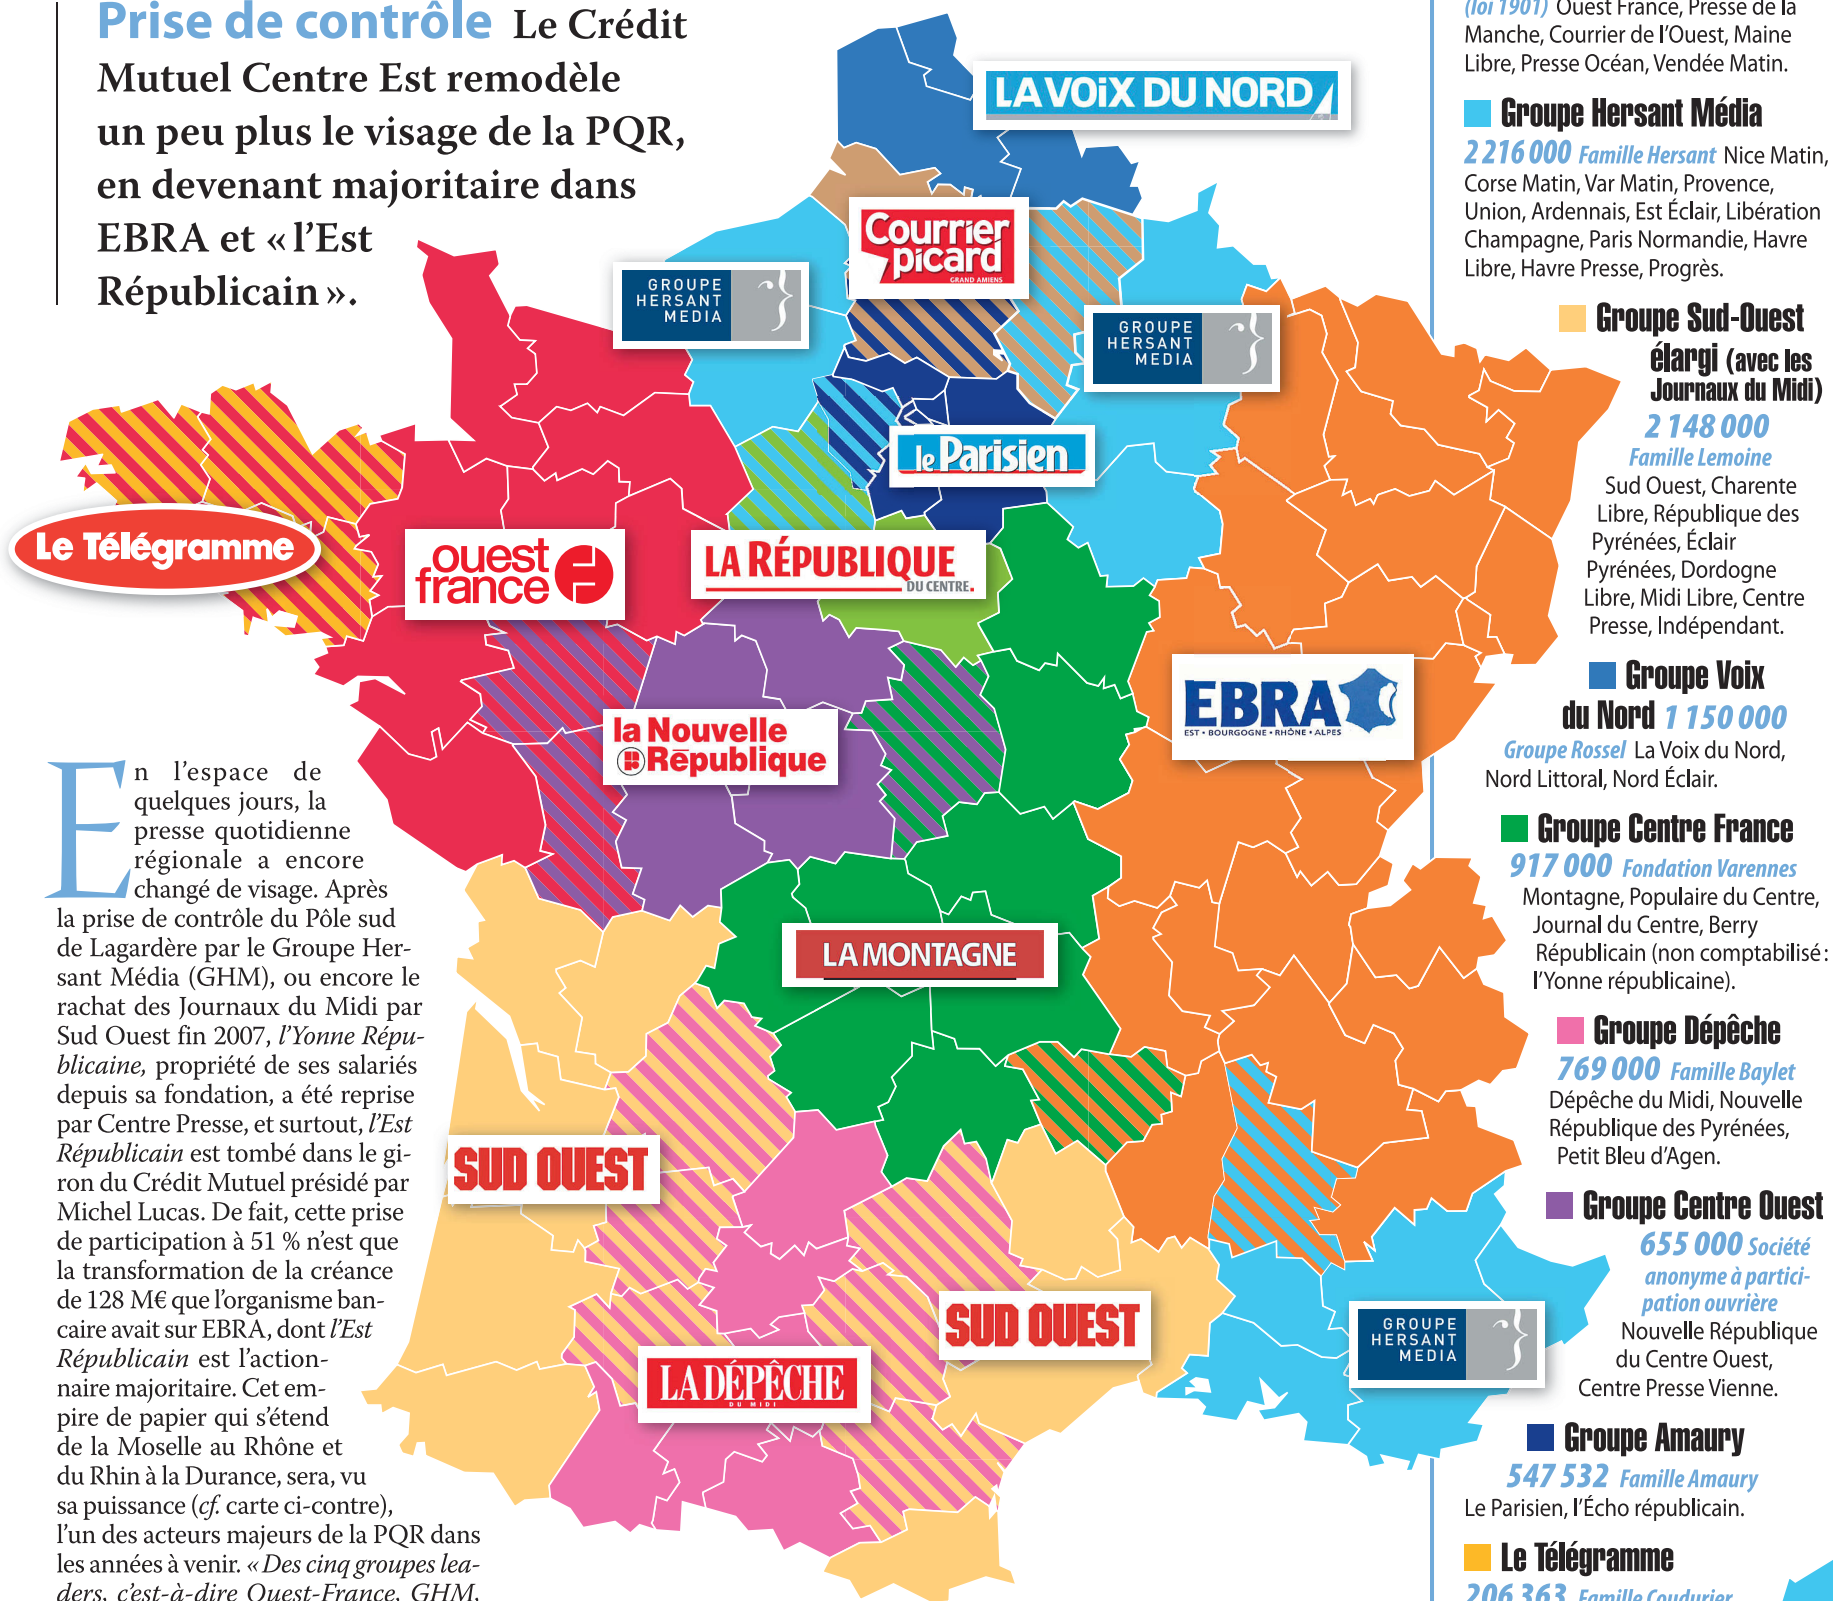 Prise de contrôle Le Crédit
Mutuel Centre Est remodèle
un peu plus le visage de la PQR,
en devenant majoritaire dans
EBRA et « l'Est
Républicain ».
En l'espace de
quelques jours, la
presse quotidienne
régionale a encore
changé de visage. Après
la prise de contrôle du Pôle sud
de Lagardère par le Groupe Her-
sant Média (GHM), ou encore le
rachat des Journaux du Midi par
Sud Ouest fin 2007, l'Yonne Répu-
blicaine, propriété de ses salariés
depuis sa fondation, a été reprise
par Centre Presse, et surtout, l'Est
Républicain est tombé dans le gi-
ron du Crédit Mutuel présidé par
Michel Lucas. De fait, cette prise
de participation à 51 % n'est que
la transformation de la créance
de 128 M€ que l'organisme ban-
caire avait sur EBRA, dont l'Est
Républicain est l'action-
naire majoritaire. Cet em-
pire de papier qui s'étend
de la Moselle au Rhône et
du Rhin à la Durance, sera, vu
sa puissance (cf. carte ci-contre),
l'un des acteurs majeurs de la PQR dans
les années à venir. « Des cinq groupes lea-
ders, c'est-à-dire Ouest-France, GHM,
LA VOiX DU NORD
Courrier
picard
GRAND AMIENS
GROUPE
HERSANT
MEDIA
GROUPE
HERSANT
MEDIA
le Parisien
Le Télégramme
ouest
france
LA RÉPUBLIQUE
DU CENTRE.
la Nouvelle
République
EBRA
EST • BOURGOGNE • RHÔNE • ALPES
LA MONTAGNE
SUD OUEST
SUD OUEST
LA DÉPÊCHE
DU MIDI
GROUPE
HERSANT
MEDIA
(loi 1901) Ouest France, Presse de la
Manche, Courrier de l'Ouest, Maine
Libre, Presse Océan, Vendée Matin.
Groupe Hersant Média
2 216 000 Famille Hersant Nice Matin,
Corse Matin, Var Matin, Provence,
Union, Ardennais, Est Éclair, Libération
Champagne, Paris Normandie, Havre
Libre, Havre Presse, Progrès.
Groupe Sud-Ouest
élargi (avec les
Journaux du Midi)
2 148 000
Famille Lemoine
Sud Ouest, Charente
Libre, République des
Pyrénées, Éclair
Pyrénées, Dordogne
Libre, Midi Libre, Centre
Presse, Indépendant.
Groupe Voix
du Nord 1 150 000
Groupe Rossel La Voix du Nord,
Nord Littoral, Nord Éclair.
Groupe Centre France
917 000 Fondation Varennes
Montagne, Populaire du Centre,
Journal du Centre, Berry
Républicain (non comptabilisé :
l'Yonne républicaine).
Groupe Dépêche
769 000 Famille Baylet
Dépêche du Midi, Nouvelle
République des Pyrénées,
Petit Bleu d'Agen.
Groupe Centre Ouest
655 000 Société
anonyme à partici-
pation ouvrière
Nouvelle République
du Centre Ouest,
Centre Presse Vienne.
Groupe Amaury
547 532 Famille Amaury
Le Parisien, l'Écho républicain.
Le Télégramme
206 363 Famille Coudurier